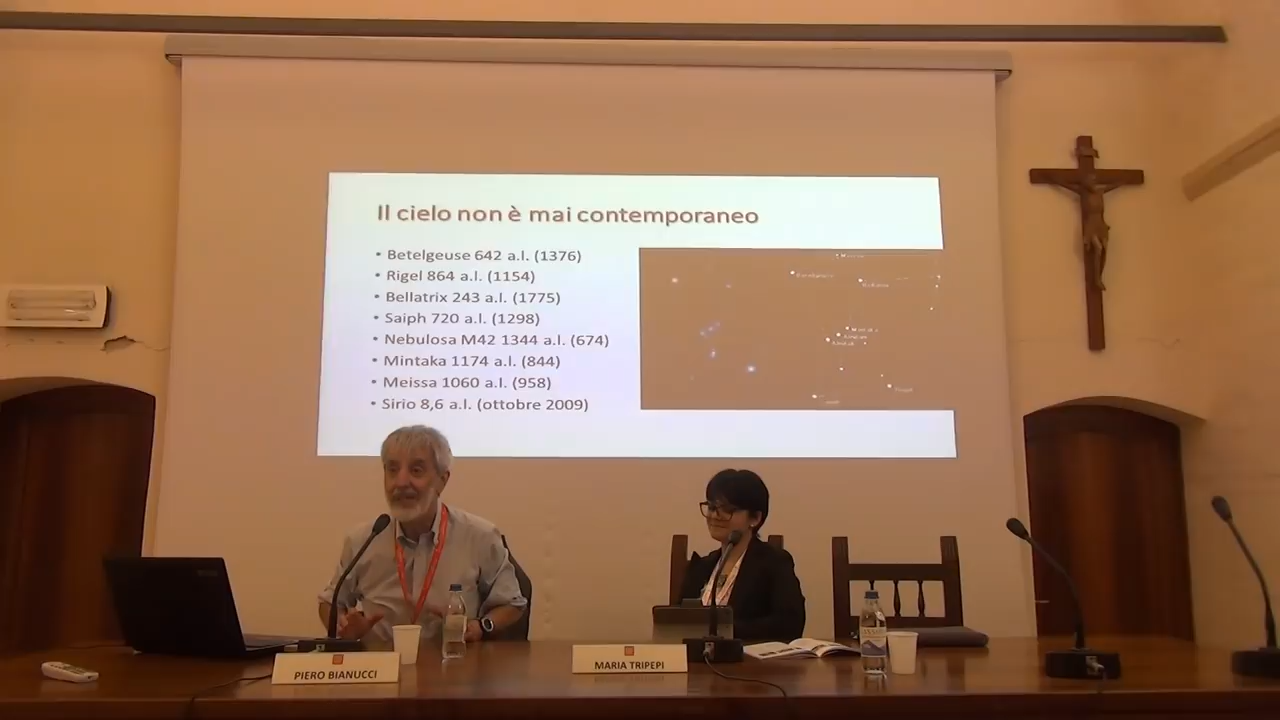 Il cielo non è mai contemporaneo
• Betelgeuse 642 a.l. (1376)
• Rigel 864 a.l. (1154)
• Bellatrix 243 a.l. (1775)
• Saiph 720 a.l. (1298)
• Nebulosa M42 1344 a.l. (674)
• Mintaka 1174 a.l. (844)
• Meissa 1060 a.l. (958)
• Sirio 8,6 a.l. (ottobre 2009)
PIERO BIANUCCI
MARIA TRIPEPI